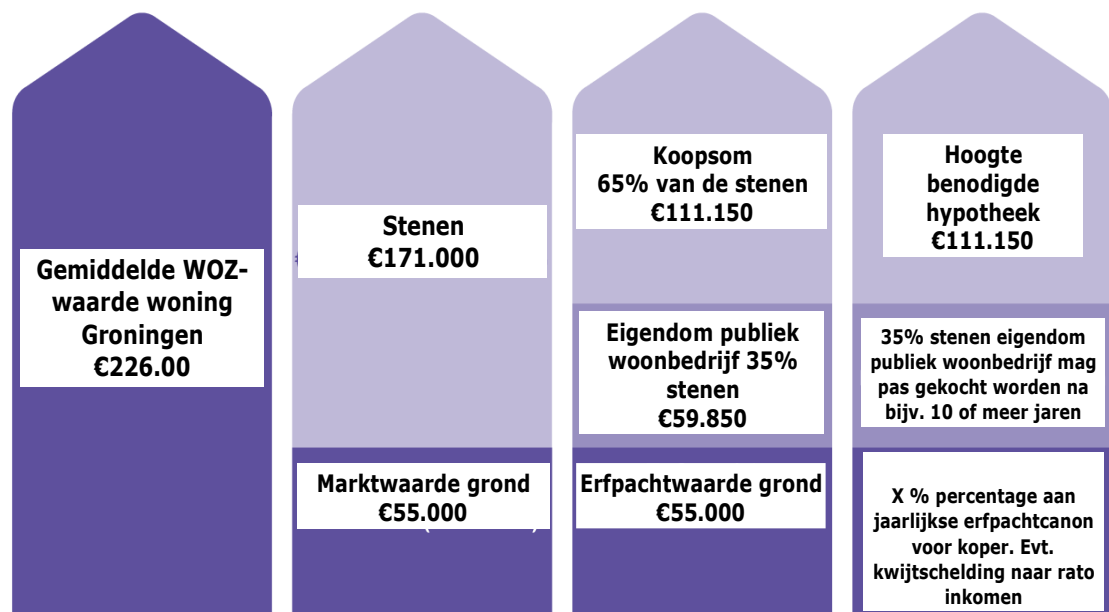 Gemiddelde WOZ-
waarde woning
Groningen
€226.00
Stenen
€171.000
Marktwaarde grond
€55.000
Koopsom
65% van de stenen
€111.150
Eigendom publiek
woonbedrijf 35%
stenen
€59.850
Erfpachtwaarde grond
€55.000
Hoogte
benodigde
hypotheek
€111.150
35% stenen eigendom
publiek woonbedrijf mag
pas gekocht worden na
bijv. 10 of meer jaren
X % percentage aan
jaarlijkse erfpachtcanon
voor koper. Evt.
kwijtschelding naar rato
inkomen